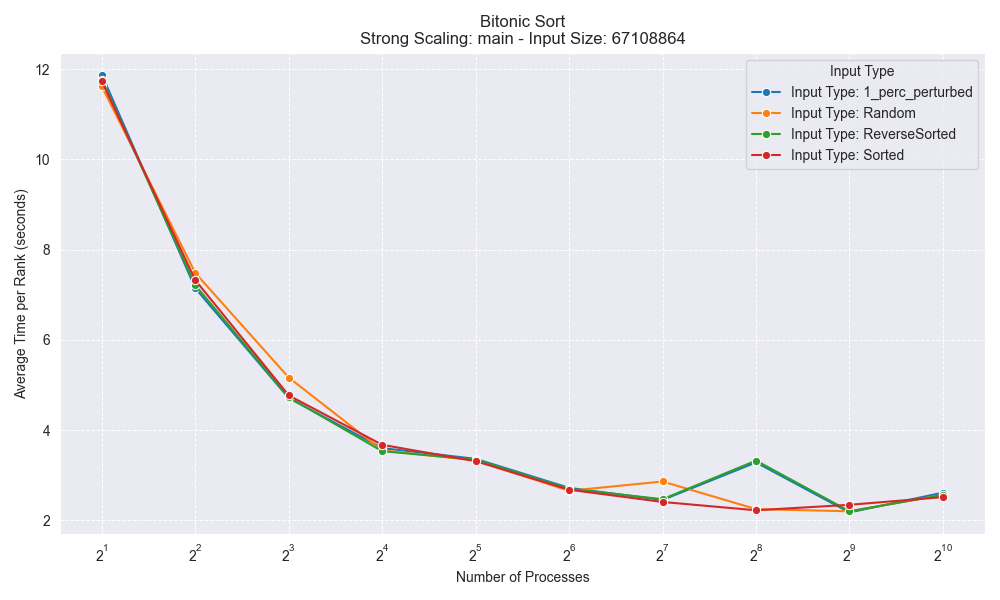 Bitonic Sort
Strong Scaling: main - Input Size: 67108864
Input Type
Input Type: 1_perc_perturbed
Input Type: Random
Input Type: ReverseSorted
Input Type: Sorted
Average Time per Rank (seconds)
12
10
8
6
4
2
2^1 2^2 2^3 2^4 2^5 2^6 2^7 2^8 2^9 2^10
Number of Processes